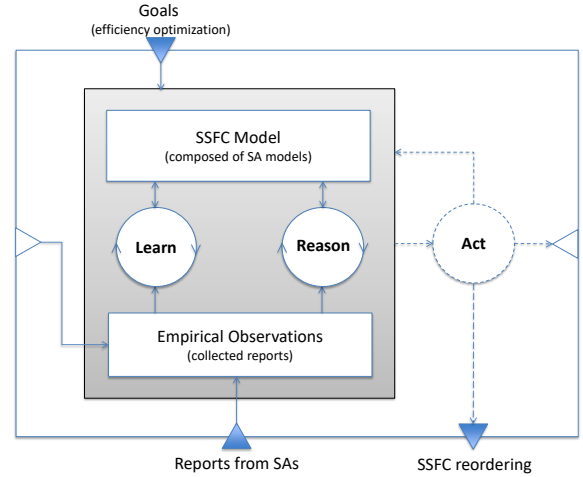 Goals
(efficiency optimization)
SSFC Model
(composed of SA models)
Learn
Reason
Act
Empirical Observations
(collected reports)
Reports from SAs
SSFC reordering